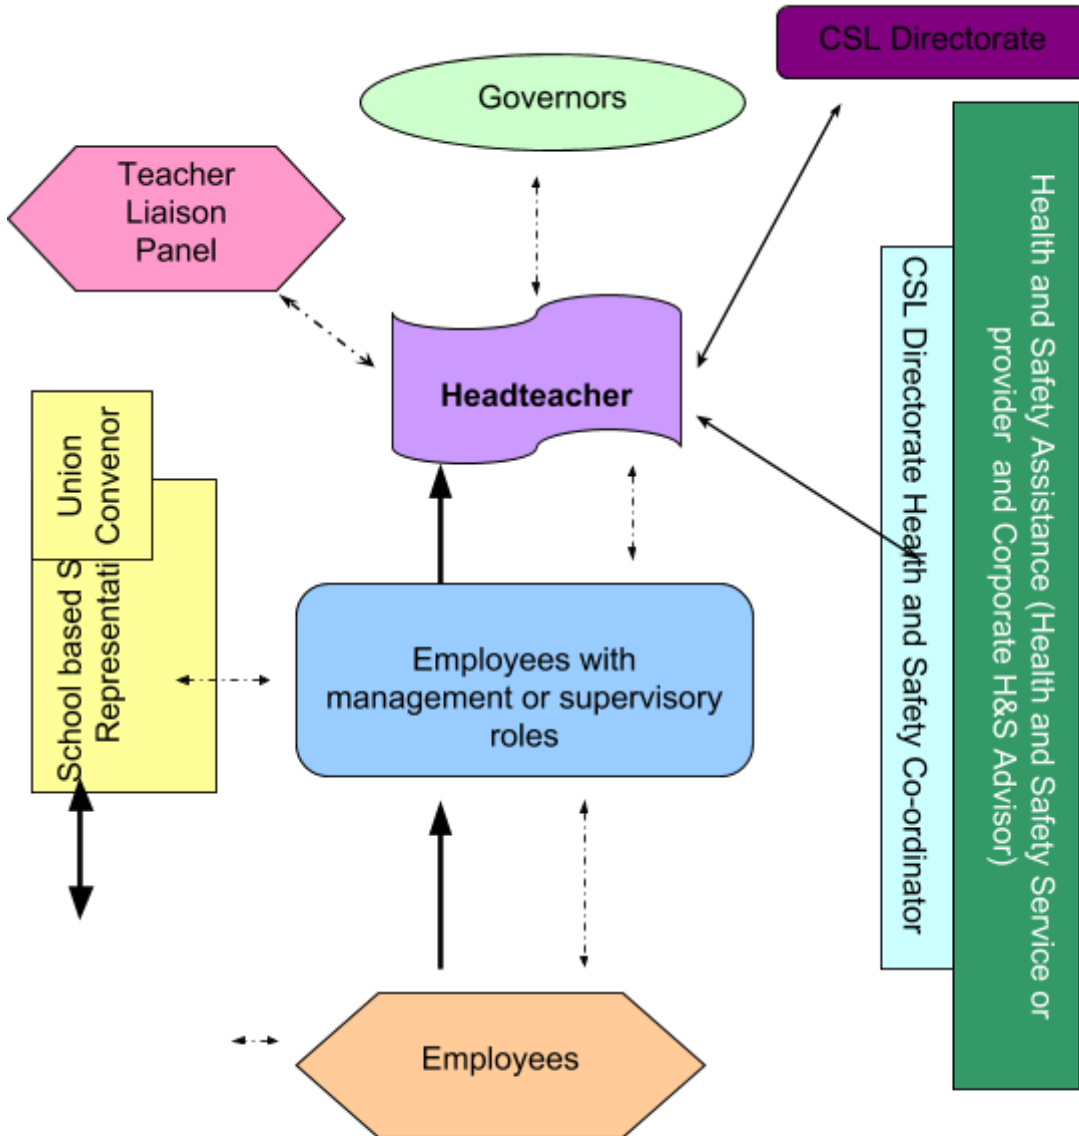 CSL Directorate
Governors
Teacher
Liaison
Panel
Headteacher
Union
Convenor
School based S
Representati
Employees with
management or supervisory
roles
CSL Directorate Health and Safety Co-ordinator
Health and Safety Assistance (Health and Safety Service or
provider and Corporate H&S Advisor)
Employees